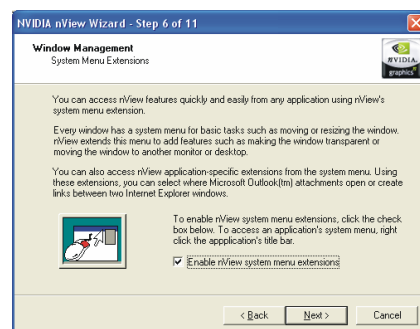 NVIDIA nView Wizard - Step 6 of 11
Window Management
System Menu Extensions
NVIDIA
graphics
You can access nView features quickly and easily from any application using nView's
system menu extension.
Every window has a system menu for basic tasks such as moving or resizing the window.
nView extends this menu to add features such as making the window transparent or
moving the window to another monitor or desktop.
You can also access nView application-specific extensions from the system menu. Using
these extensions, you can select where Microsoft Outlook(tm) attachments open or create
links between two Internet Explorer windows.
To enable nView system menu extensions, click the check
box below. To access an application's system menu, right
click the appplication's title bar.
Enable nView system menu extensions
< Back
Next >
Cancel